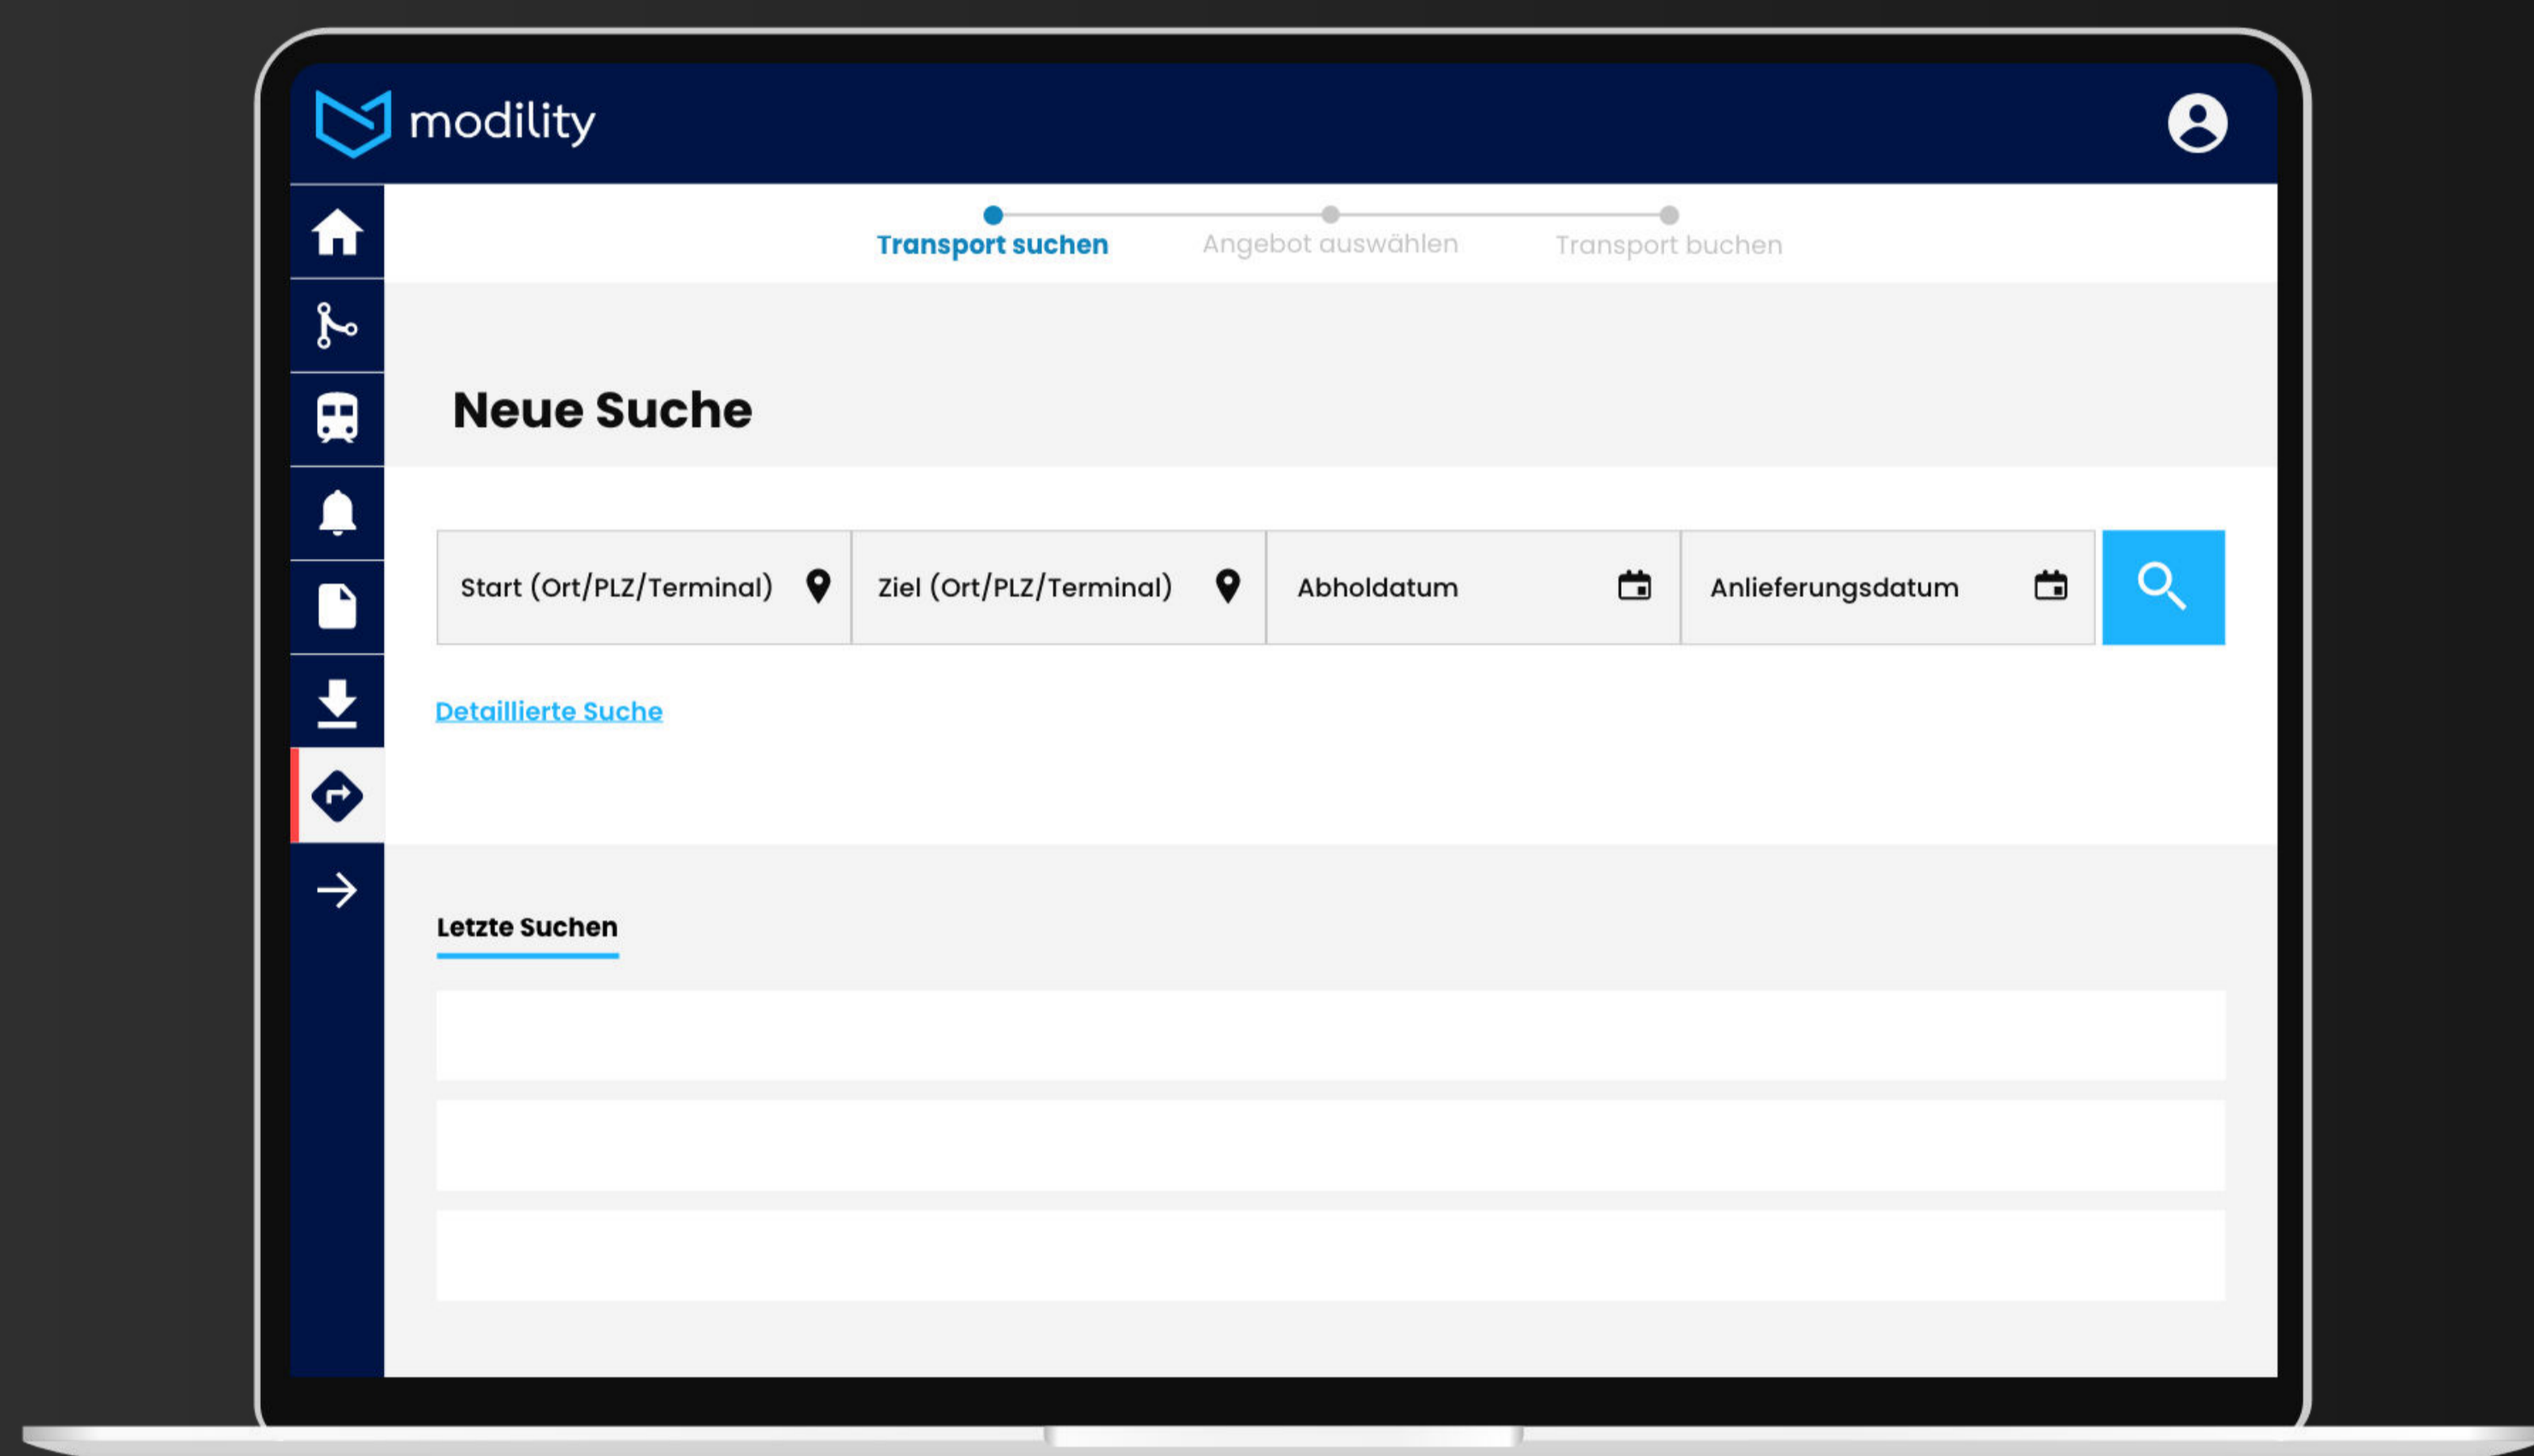 modility
Transport suchen
Angebot auswählen
Transport buchen
Neue Suche
Start (Ort/PLZ/Terminal)
Ziel (Ort/PLZ/Terminal)
Abholdatum
Anlieferungsdatum
Detaillierte Suche
Letzte Suchen